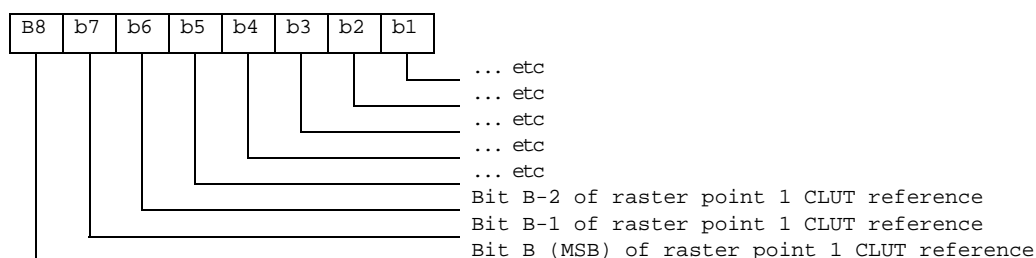 B8 b7 b6 b5 b4 b3 b2 b1
... etc
... etc
... etc
... etc
... etc
Bit B-2 of raster point 1 CLUT reference
Bit B-1 of raster point 1 CLUT reference
Bit B (MSB) of raster point 1 CLUT reference